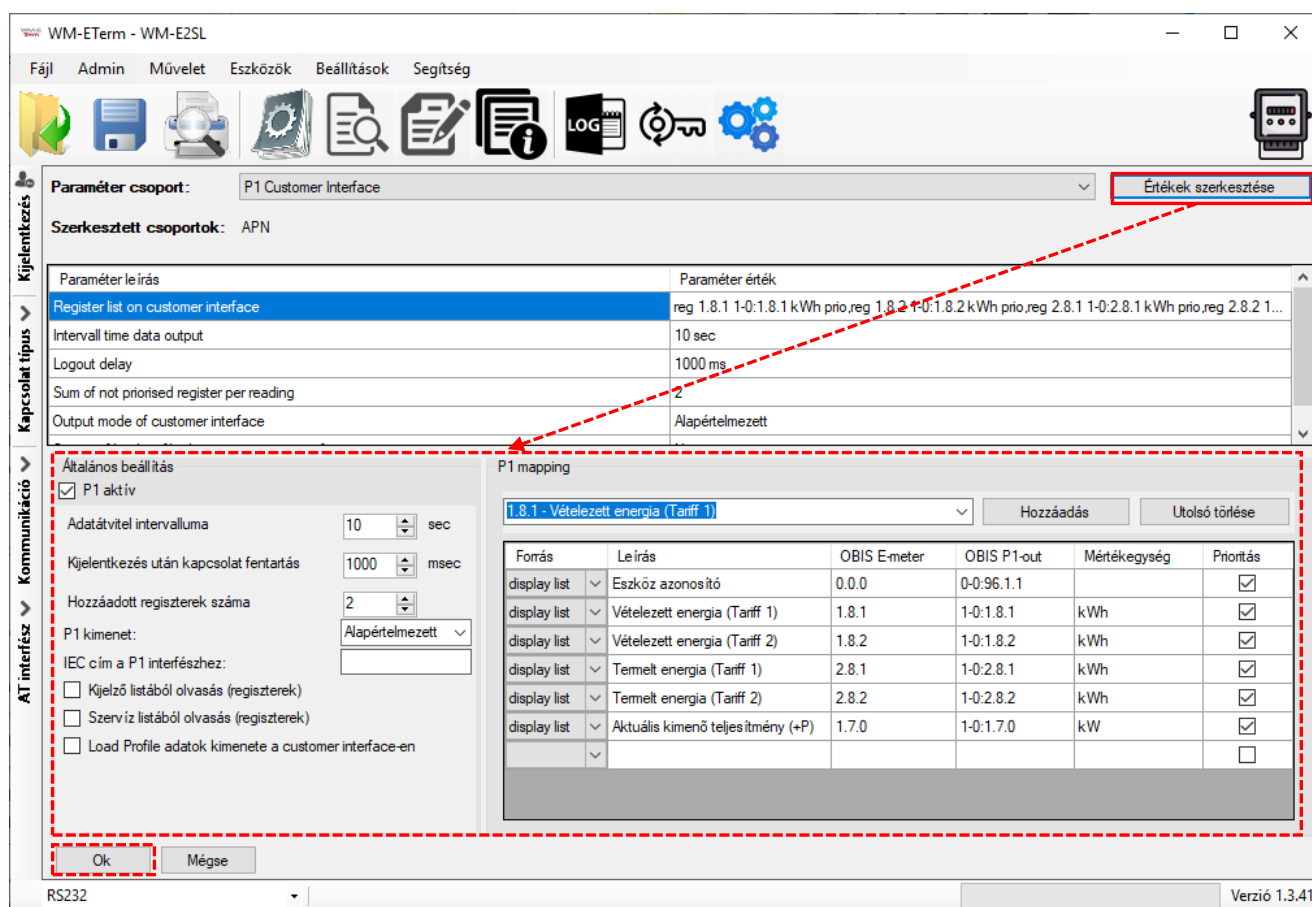 WM-ETerm - WM-E2SL
Fájl Admin Művelet Eszközök Beállítások Segítség
LOG
Kijelentkezés
Kapcsolat típus
Kommunikáció
AT interfész
Paraméter csoport: P1 Customer Interface Értékek szerkesztése
Szerkesztett csoportok: APN
Paraméter leírás Paraméter érték
Register list on customer interface reg 1.8.1 1-0:1.8.1 kWh prio,reg 1.8.2 1-0:1.8.2 kWh prio,reg 2.8.1 1-0:2.8.1 kWh prio,reg 2.8.2 1...
Intervall time data output 10 sec
Logout delay 1000 ms
Sum of not priorised register per reading 2
Output mode of customer interface Alapértelmezett
Általános beállítás
P1 aktív
Adatátvitel intervalluma 10 sec
Kijelentkezés után kapcsolat fentartás 1000 msec
Hozzáadott regiszterek száma 2
P1 kimenet: Alapértelmezett
IEC cím a P1 interfészhez:
Kijelző listából olvasás (regiszterek)
Szervíz listából olvasás (regiszterek)
Load Profile adatok kimenete a customer interface-en
P1 mapping
1.8.1 - Vételezett energia (Tariff 1) Hozzáadás Utolsó törlése
Forrás Leírás OBIS E-meter OBIS P1-out Mértékegység Prioritás
display list Eszköz azonosító 0.0.0 0-0:96.1.1
display list Vételezett energia (Tariff 1) 1.8.1 1-0:1.8.1 kWh
display list Vételezett energia (Tariff 2) 1.8.2 1-0:1.8.2 kWh
display list Termelt energia (Tariff 1) 2.8.1 1-0:2.8.1 kWh
display list Termelt energia (Tariff 2) 2.8.2 1-0:2.8.2 kWh
display list Aktuális kimenő teljesítmény (+P) 1.7.0 1-0:1.7.0 kW
Ok Mégse
RS232 Verzió 1.3.41